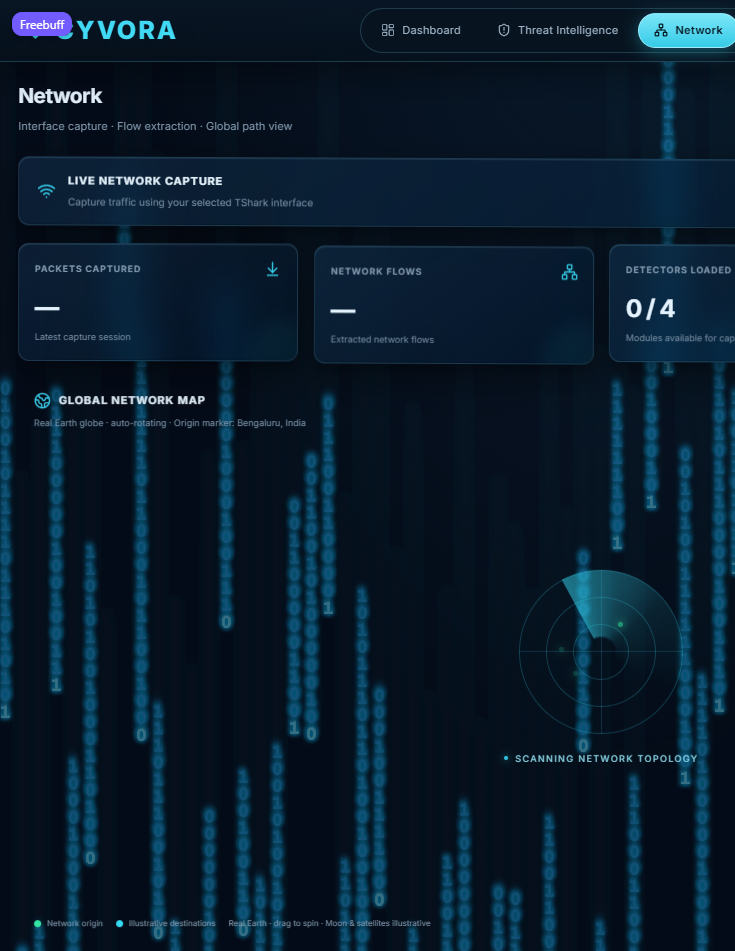 Freebuff
CYVORA
Dashboard
Threat Intelligence
Network
Network
Interface capture · Flow extraction · Global path view
LIVE NETWORK CAPTURE
Capture traffic using your selected TShark interface
PACKETS CAPTURED
—
Latest capture session
NETWORK FLOWS
—
Extracted network flows
DETECTORS LOADED
0/4
Modules available for cap
GLOBAL NETWORK MAP
Real Earth globe · auto-rotating · Origin marker: Bengaluru, India
SCANNING NETWORK TOPOLOGY
Network origin
Illustrative destinations
Real Earth · drag to spin · Moon & satellites illustrative